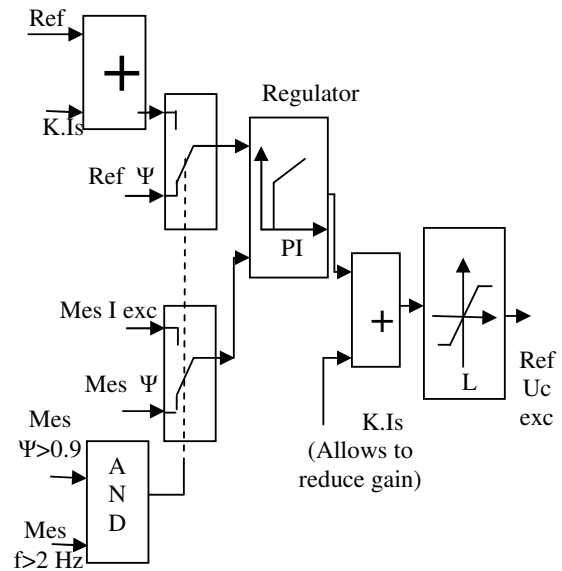 Ref
+
K.Is
Regulator
Ref Ψ
PI
Mes I exc
Mes Ψ
+
L
Ref
Uc
exc
K.Is
(Allows to
reduce gain)
Mes
Ψ>0.9
A
N
D
Mes
f>2 Hz